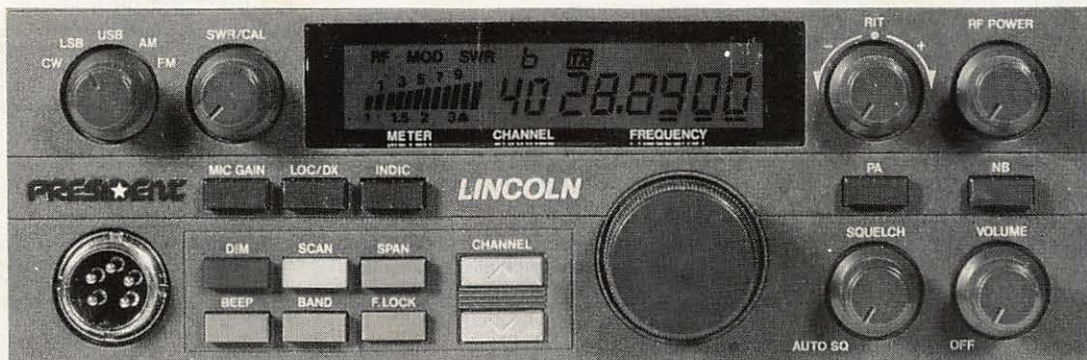 LSB USB AM
CW FM
SWR/CAL
RF MOD SWR b TX
1 3 5 7 9
40 28.8900
1 1.5 2 3
METER CHANNEL FREQUENCY
RIT
- +
RF POWER
PRESIDENT
MIC GAIN LOC/DX INDIC
LINCOLN
PA NB
DIM SCAN SPAN CHANNEL
BEEP BAND F.LOCK
SQUELCH VOLUME
AUTO SQ OFF